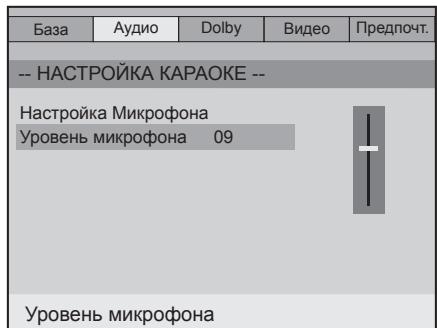 База Аудио Dolby Видео Предпочт.
-- НАСТРОЙКА КАРАОКЕ --
Настройка Микрофона
Уровень микрофона 09
Уровень микрофона